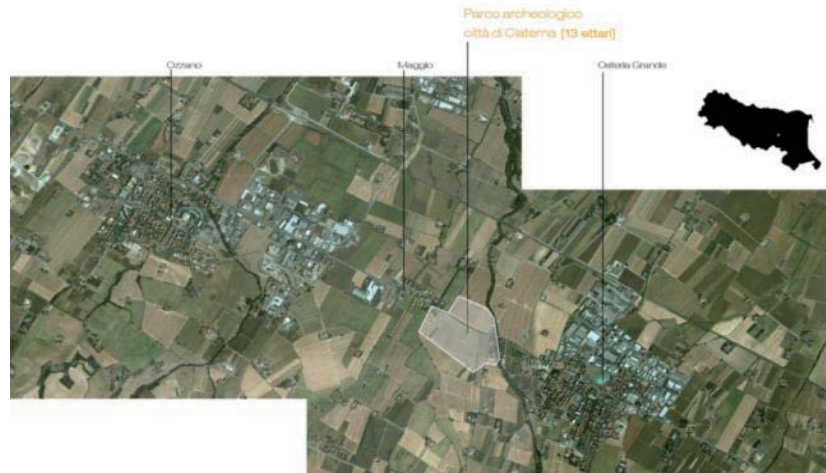 Parco archeologico
città di Claterna [13 ettari]
Ozzano
Maggio
Osteria Grande